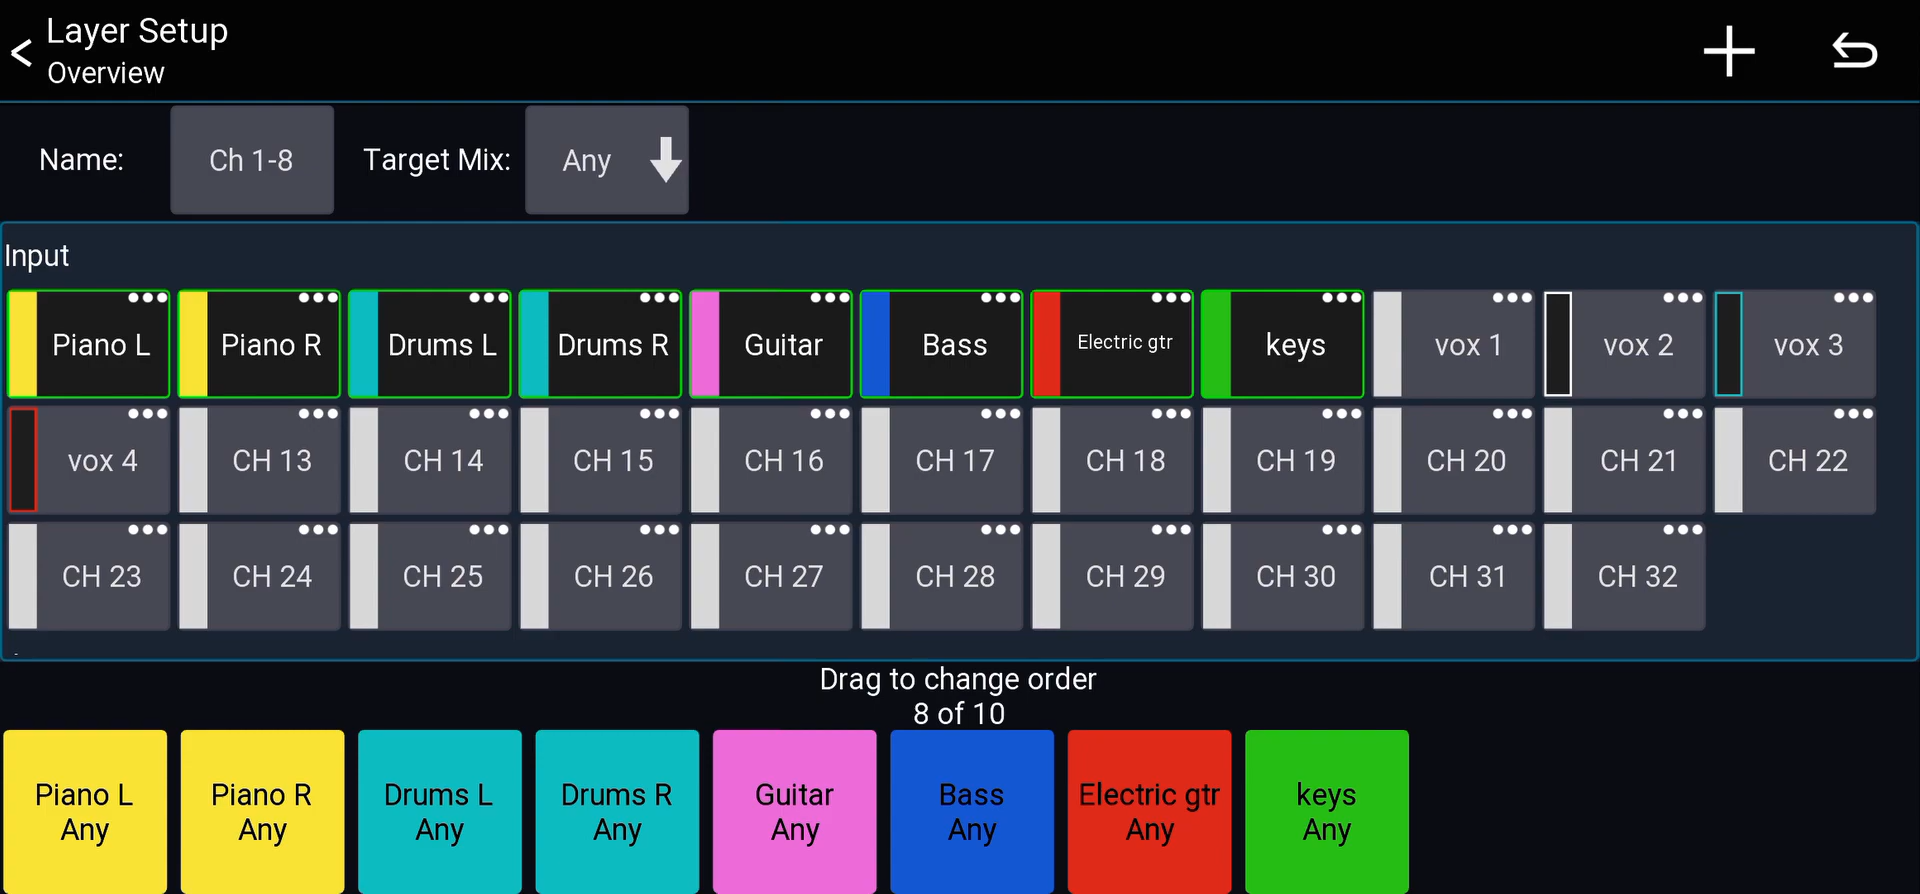 Layer Setup
Overview
Name: Ch 1-8 Target Mix: Any
Input
Piano L Piano R Drums L Drums R Guitar Bass Electric gtr keys vox 1 vox 2 vox 3
vox 4 CH 13 CH 14 CH 15 CH 16 CH 17 CH 18 CH 19 CH 20 CH 21 CH 22
CH 23 CH 24 CH 25 CH 26 CH 27 CH 28 CH 29 CH 30 CH 31 CH 32
Drag to change order
8 of 10
Piano L Piano R Drums L Drums R Guitar Bass Electric gtr keys
Any Any Any Any Any Any Any Any